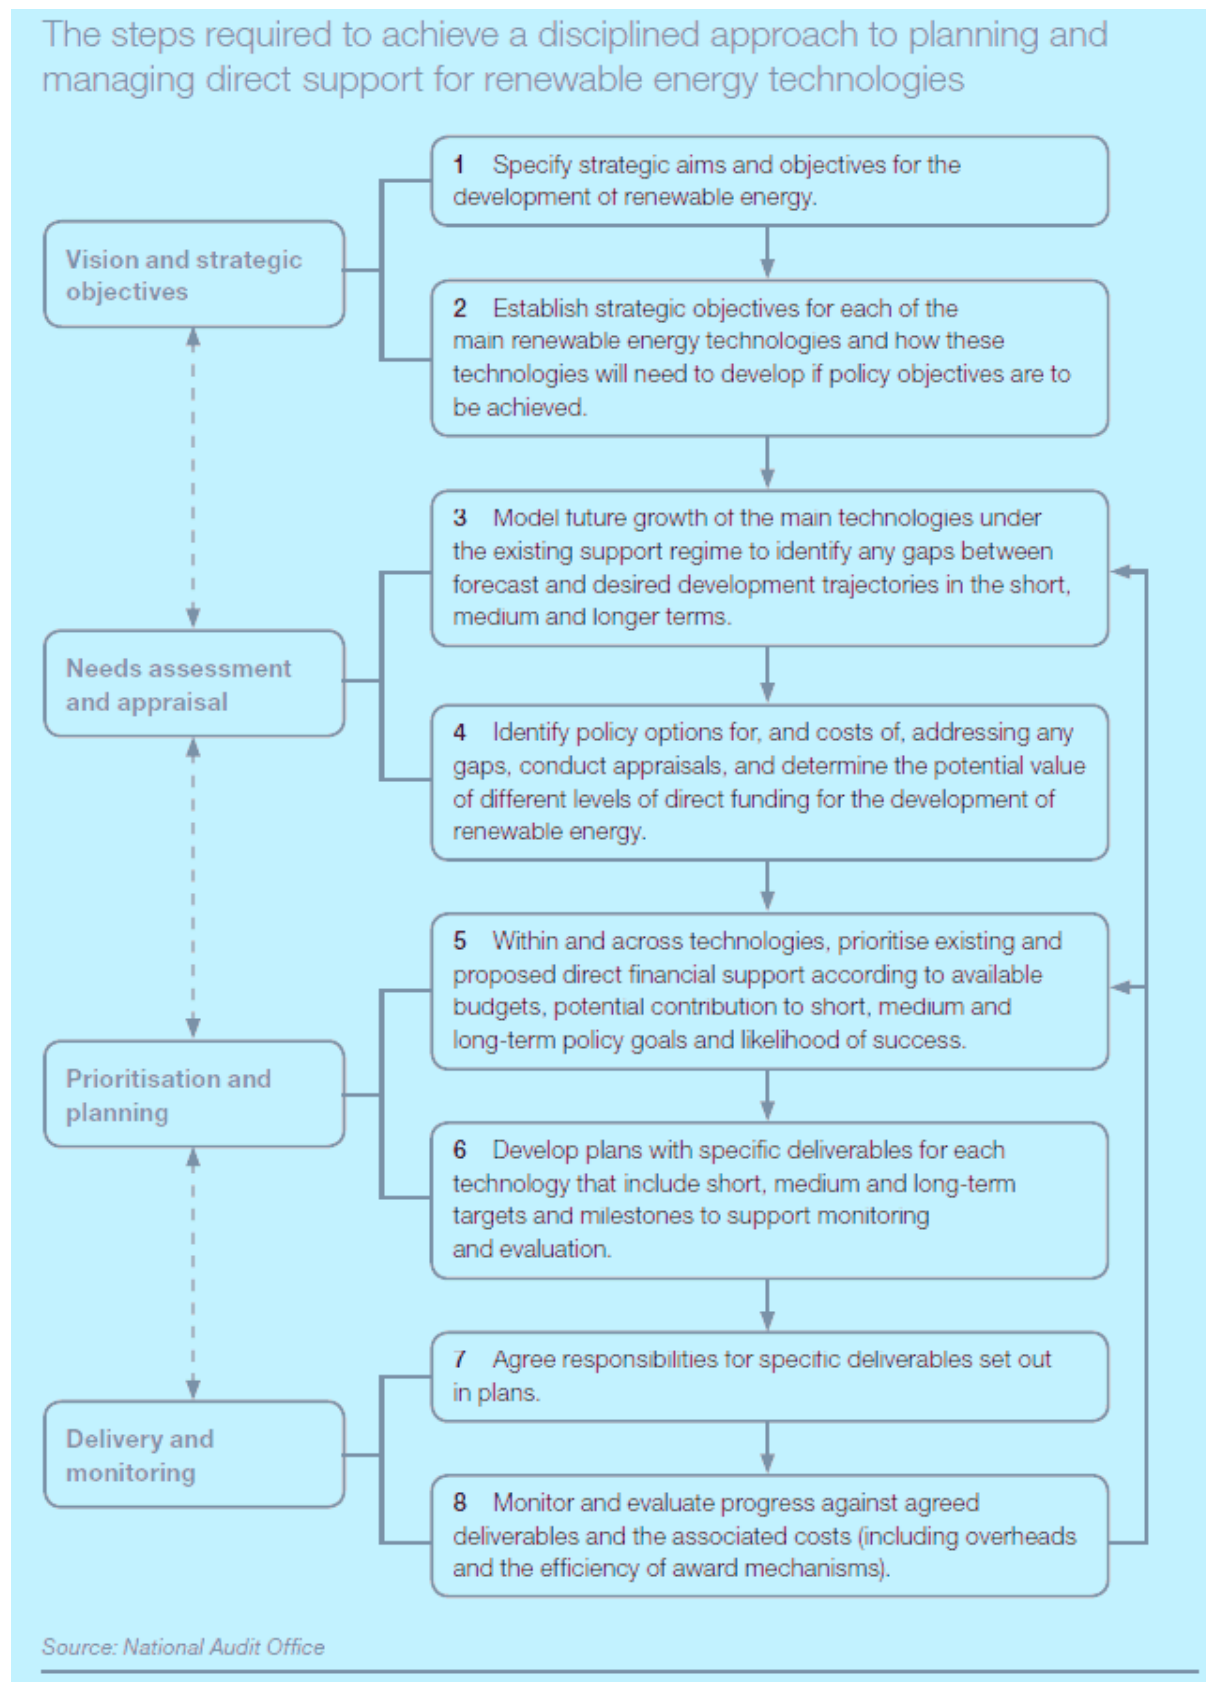 The steps required to achieve a disciplined approach to planning and
managing direct support for renewable energy technologies
1 Specify strategic aims and objectives for the
development of renewable energy.
Vision and strategic
objectives
2 Establish strategic objectives for each of the
main renewable energy technologies and how these
technologies will need to develop if policy objectives are to
be achieved.
3 Model future growth of the main technologies under
the existing support regime to identify any gaps between
forecast and desired development trajectories in the short,
medium and longer terms.
Needs assessment
and appraisal
4 Identify policy options for, and costs of, addressing any
gaps, conduct appraisals, and determine the potential value
of different levels of direct funding for the development of
renewable energy.
5 Within and across technologies, prioritise existing and
proposed direct financial support according to available
budgets, potential contribution to short, medium and
long-term policy goals and likelihood of success.
Prioritisation and
planning
6 Develop plans with specific deliverables for each
technology that include short, medium and long-term
targets and milestones to support monitoring
and evaluation.
7 Agree responsibilities for specific deliverables set out
in plans.
Delivery and
monitoring
8 Monitor and evaluate progress against agreed
deliverables and the associated costs (including overheads
and the efficiency of award mechanisms).
Source: National Audit Office